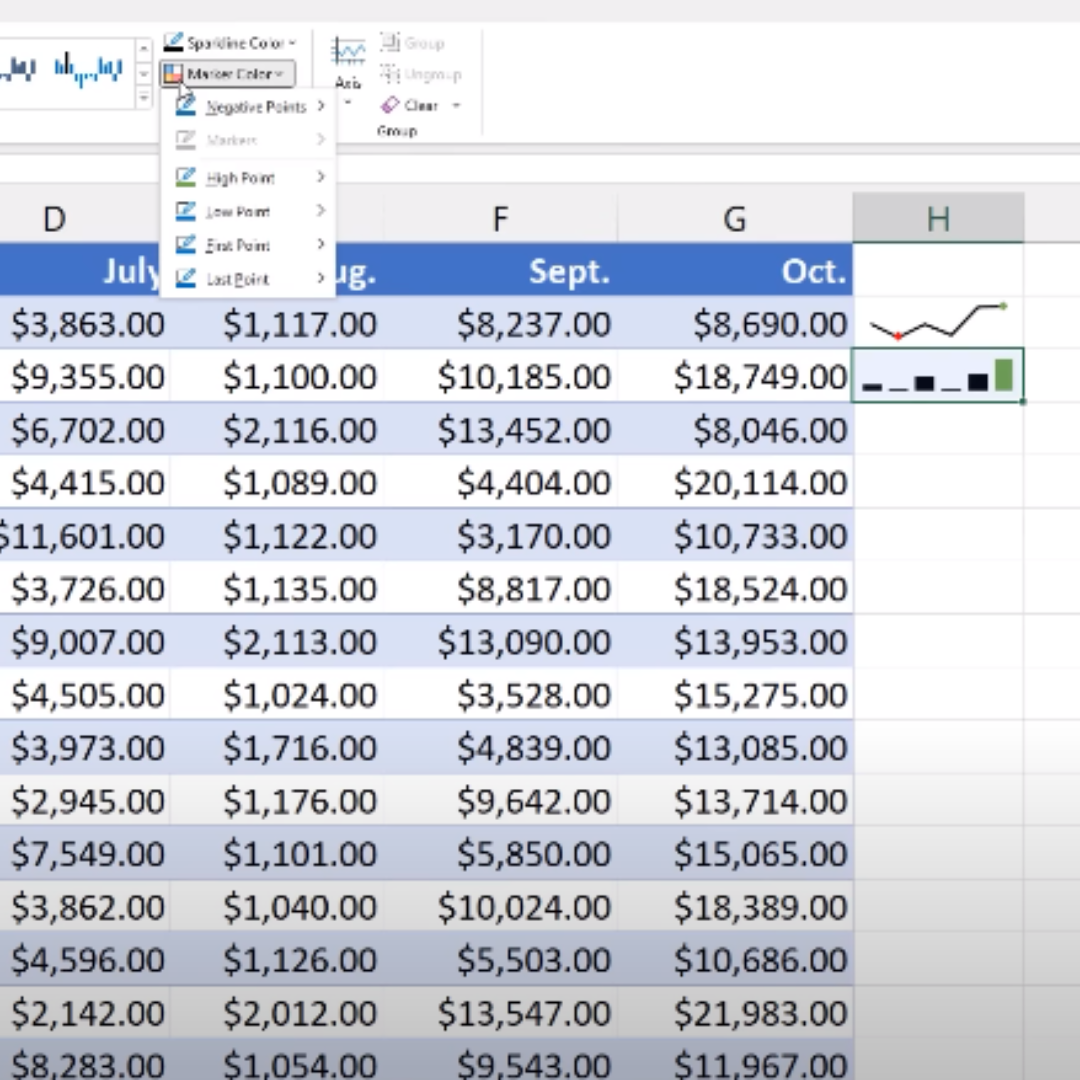 Sparkline Color
Group
Marker Color
Axis
Ungroup
Negative Points
Clear
Markers
Group
High Point
Low Point
First Point
Last Point
D F G H
July ug. Sept. Oct.
$3,863.00 $1,117.00 $8,237.00 $8,690.00
$9,355.00 $1,100.00 $10,185.00 $18,749.00
$6,702.00 $2,116.00 $13,452.00 $8,046.00
$4,415.00 $1,089.00 $4,404.00 $20,114.00
$11,601.00 $1,122.00 $3,170.00 $10,733.00
$3,726.00 $1,135.00 $8,817.00 $18,524.00
$9,007.00 $2,113.00 $13,090.00 $13,953.00
$4,505.00 $1,024.00 $3,528.00 $15,275.00
$3,973.00 $1,716.00 $4,839.00 $13,085.00
$2,945.00 $1,176.00 $9,642.00 $13,714.00
$7,549.00 $1,101.00 $5,850.00 $15,065.00
$3,862.00 $1,040.00 $10,024.00 $18,389.00
$4,596.00 $1,126.00 $5,503.00 $10,686.00
$2,142.00 $2,012.00 $13,547.00 $21,983.00
$8,283.00 $1,054.00 $9,543.00 $11,967.00